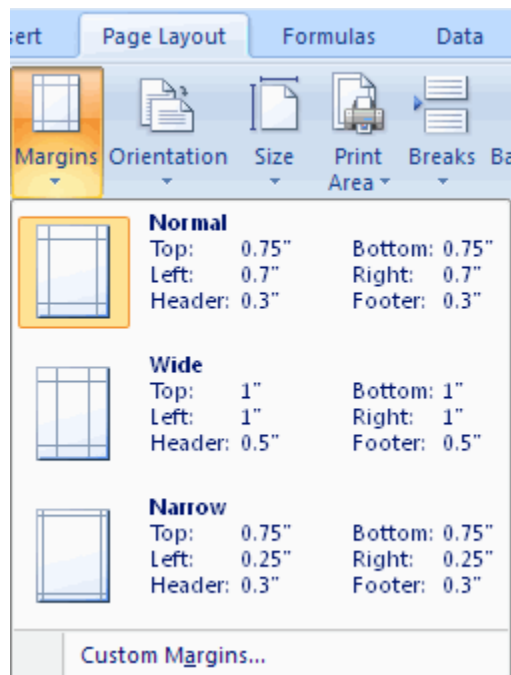 Page Layout Formulas Data
Margins Orientation Size Print Area Breaks
Normal
Top: 0.75" Bottom: 0.75"
Left: 0.7" Right: 0.7"
Header: 0.3" Footer: 0.3"
Wide
Top: 1" Bottom: 1"
Left: 1" Right: 1"
Header: 0.5" Footer: 0.5"
Narrow
Top: 0.75" Bottom: 0.75"
Left: 0.25" Right: 0.25"
Header: 0.3" Footer: 0.3"
Custom Margins...